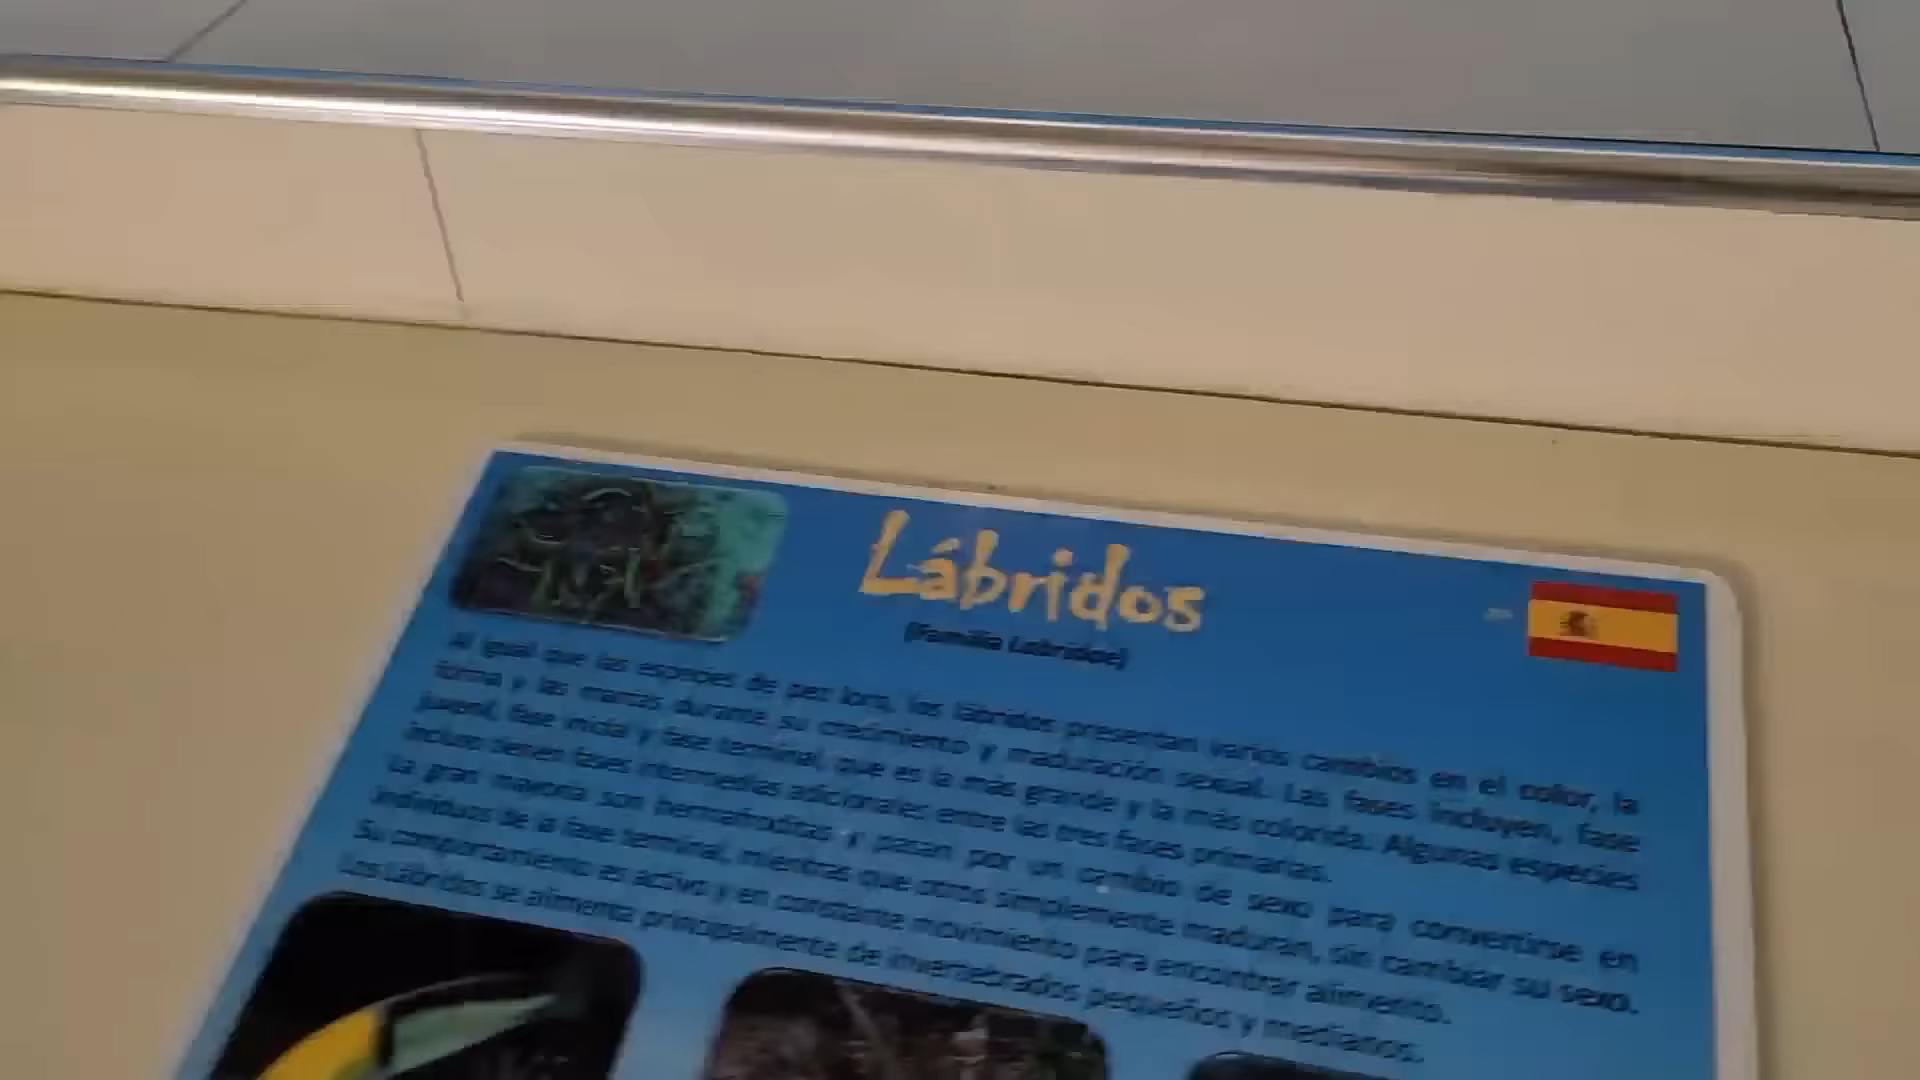 Lábridos
(Familia Labridae)
Al igual que las especies de pez loro, los lábridos presentan varios cambios en el color, la
forma y las marcas durante su crecimiento y maduración sexual. Las fases incluyen, fase
juvenil, fase inicial y fase terminal, que es la más grande y la más colorida. Algunas especies
incluso tienen fases intermedias adicionales entre las tres fases primarias.
La gran mayoría son hermafroditas y pasan por un cambio de sexo para convertirse en
individuos de la fase terminal, mientras que otros simplemente maduran, sin cambiar su sexo.
Su comportamiento es activo y en constante movimiento para encontrar alimento.
Los Lábridos se alimenta principalmente de invertebrados pequeños y medianos.